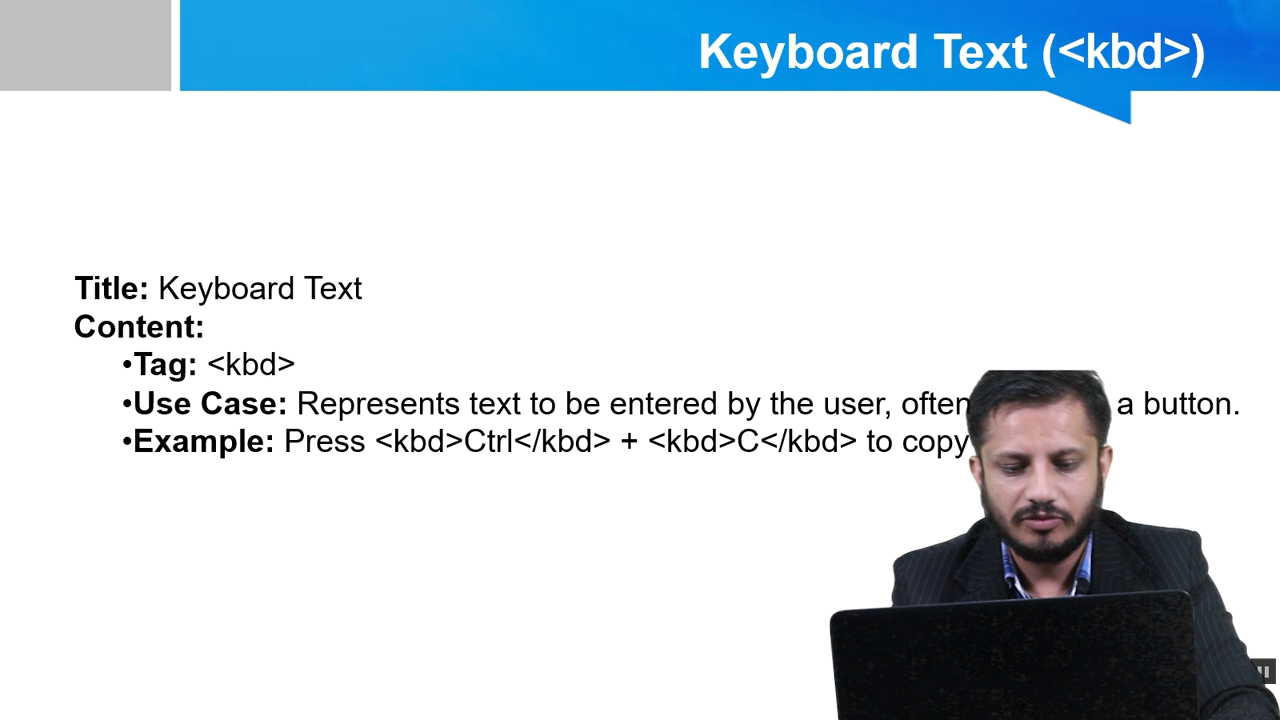 Keyboard Text (<kbd>)
Title: Keyboard Text
Content:
•Tag: <kbd>
•Use Case: Represents text to be entered by the user, often a button.
•Example: Press <kbd>Ctrl</kbd> + <kbd>C</kbd> to copy